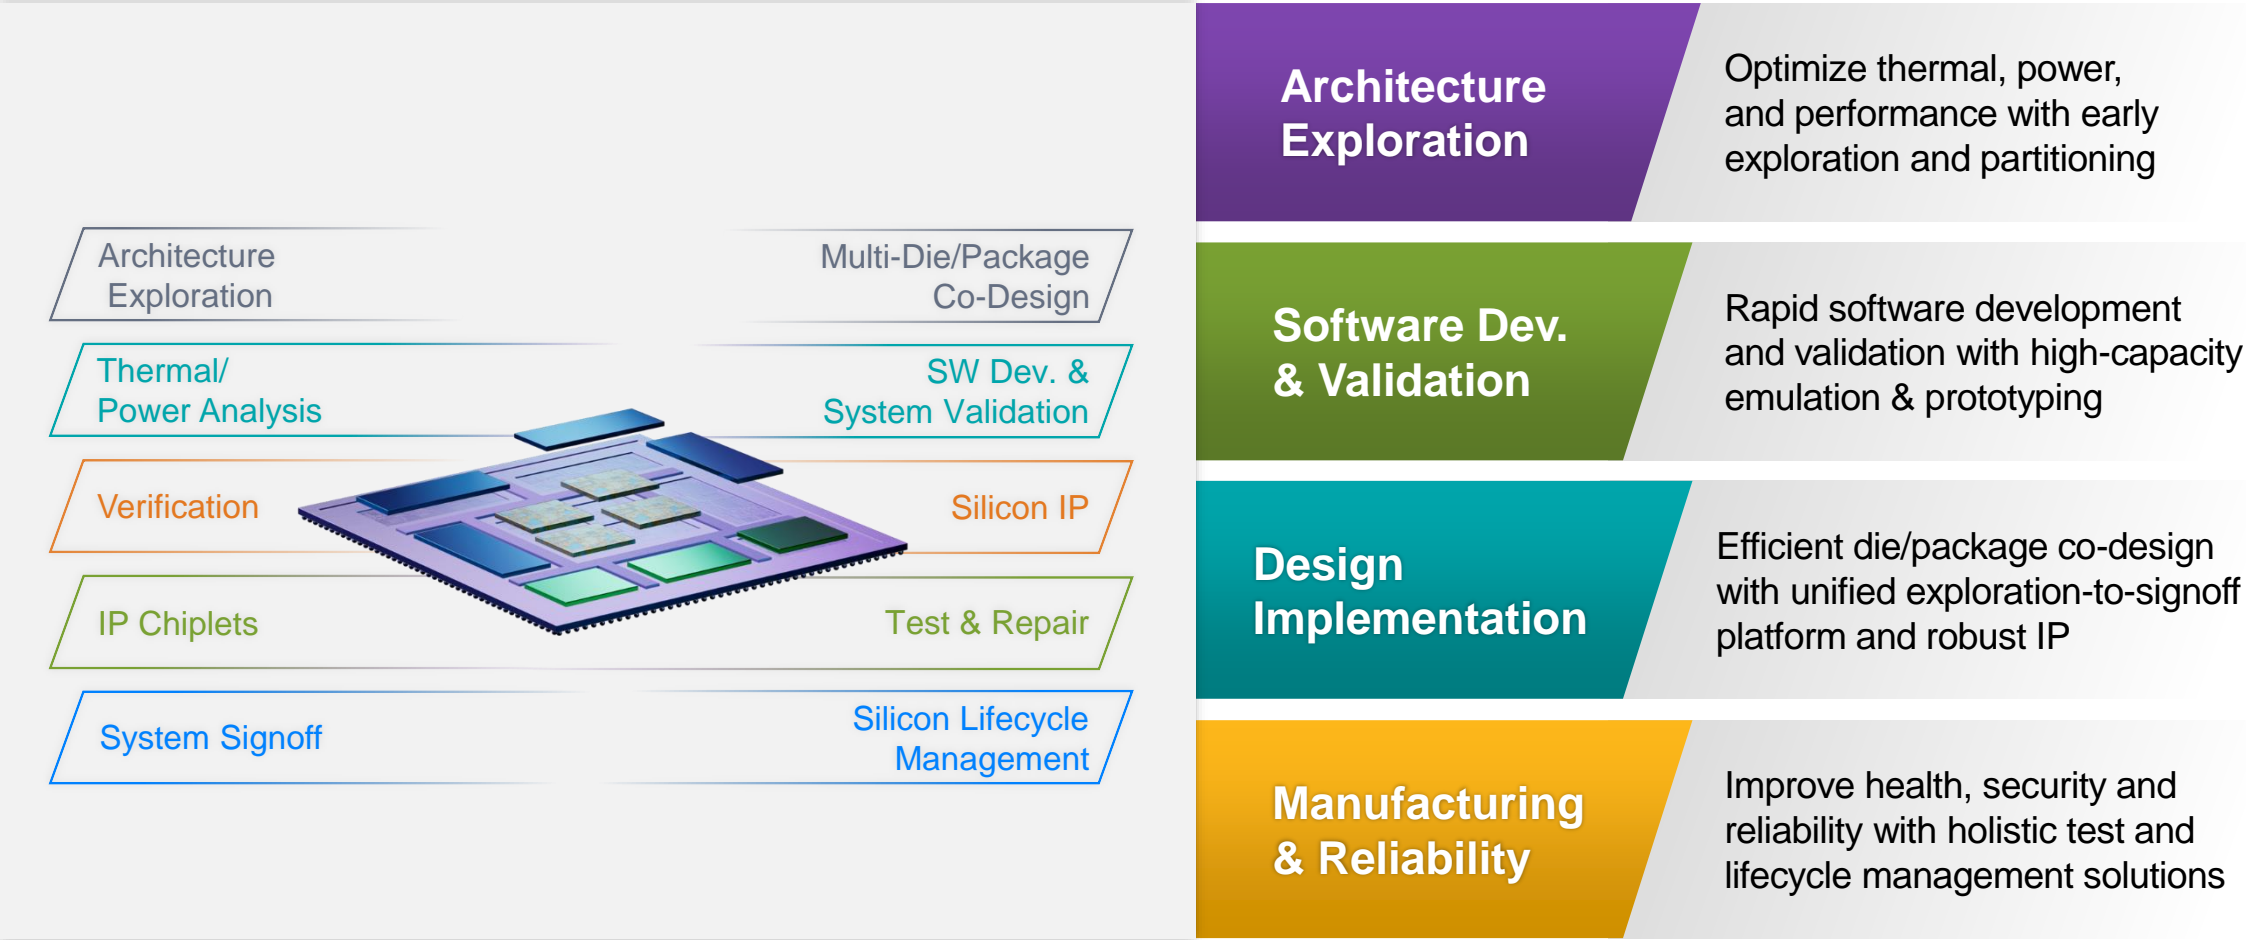 Architecture
Exploration
Multi-Die/Package
Co-Design
Thermal/
Power Analysis
SW Dev. &
System Validation
Verification
Silicon IP
IP Chiplets
Test & Repair
System Signoff
Silicon Lifecycle
Management
Architecture
Exploration
Optimize thermal, power,
and performance with early
exploration and partitioning
Software Dev.
& Validation
Rapid software development
and validation with high-capacity
emulation & prototyping
Design
Implementation
Efficient die/package co-design
with unified exploration-to-signoff
platform and robust IP
Manufacturing
& Reliability
Improve health, security and
reliability with holistic test and
lifecycle management solutions